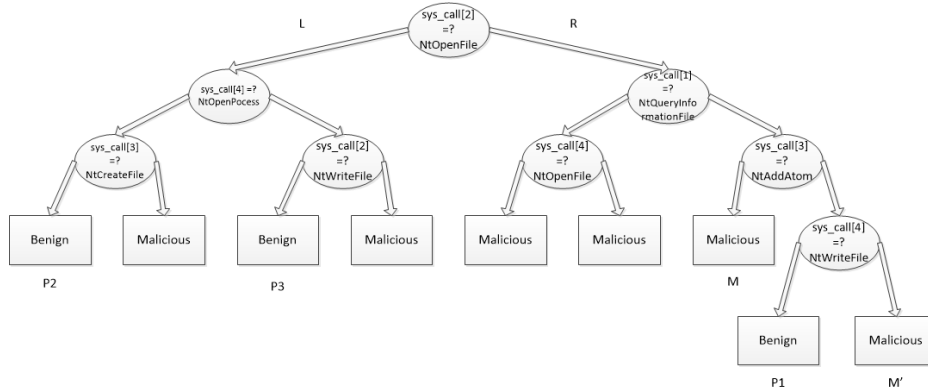 L
sys_call[2]
=?
NtOpenFile
R
sys_call[4] =?
NtOpenPocess
sys_call[1]
=?
NtQueryInfo
rmationFile
sys_call[3]
=?
NtCreateFile
sys_call[2]
=?
NtWriteFile
sys_call[4]
=?
NtOpenFile
sys_call[3]
=?
NtAddAtom
Benign
Malicious
Benign
Malicious
Malicious
Malicious
Malicious
sys_call[4]
=?
NtWriteFile
P2
P3
M
Benign
Malicious
P1
M’